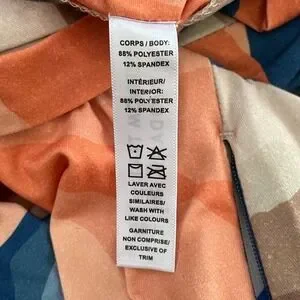 CORPS / BODY:
88% POLYESTER
12% SPANDEX
INTÉRIEUR/
INTERIOR:
88% POLYESTER
12% SPANDEX
LAVER AVEC
COULEURS
SIMILAIRES/
WASH WITH
LIKE COLOURS
GARNITURE
NON COMPRISE/
EXCLUSIVE OF
TRIM